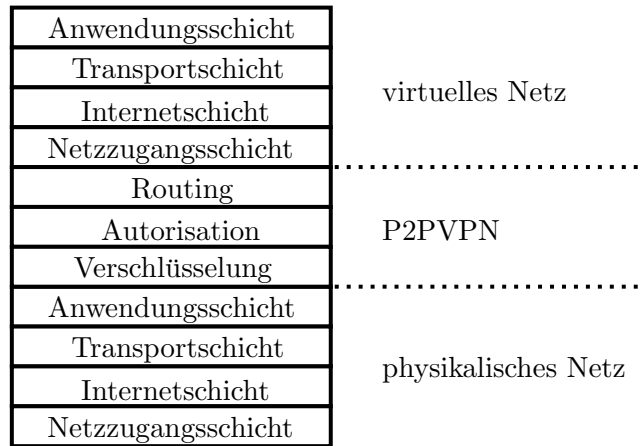 Anwendungsschicht
Transportschicht
Internetschicht
Netzzugangsschicht
virtuelles Netz
Routing
Autorisation
Verschlüsselung
P2PVPN
Anwendungsschicht
Transportschicht
Internetschicht
Netzzugangsschicht
physikalisches Netz